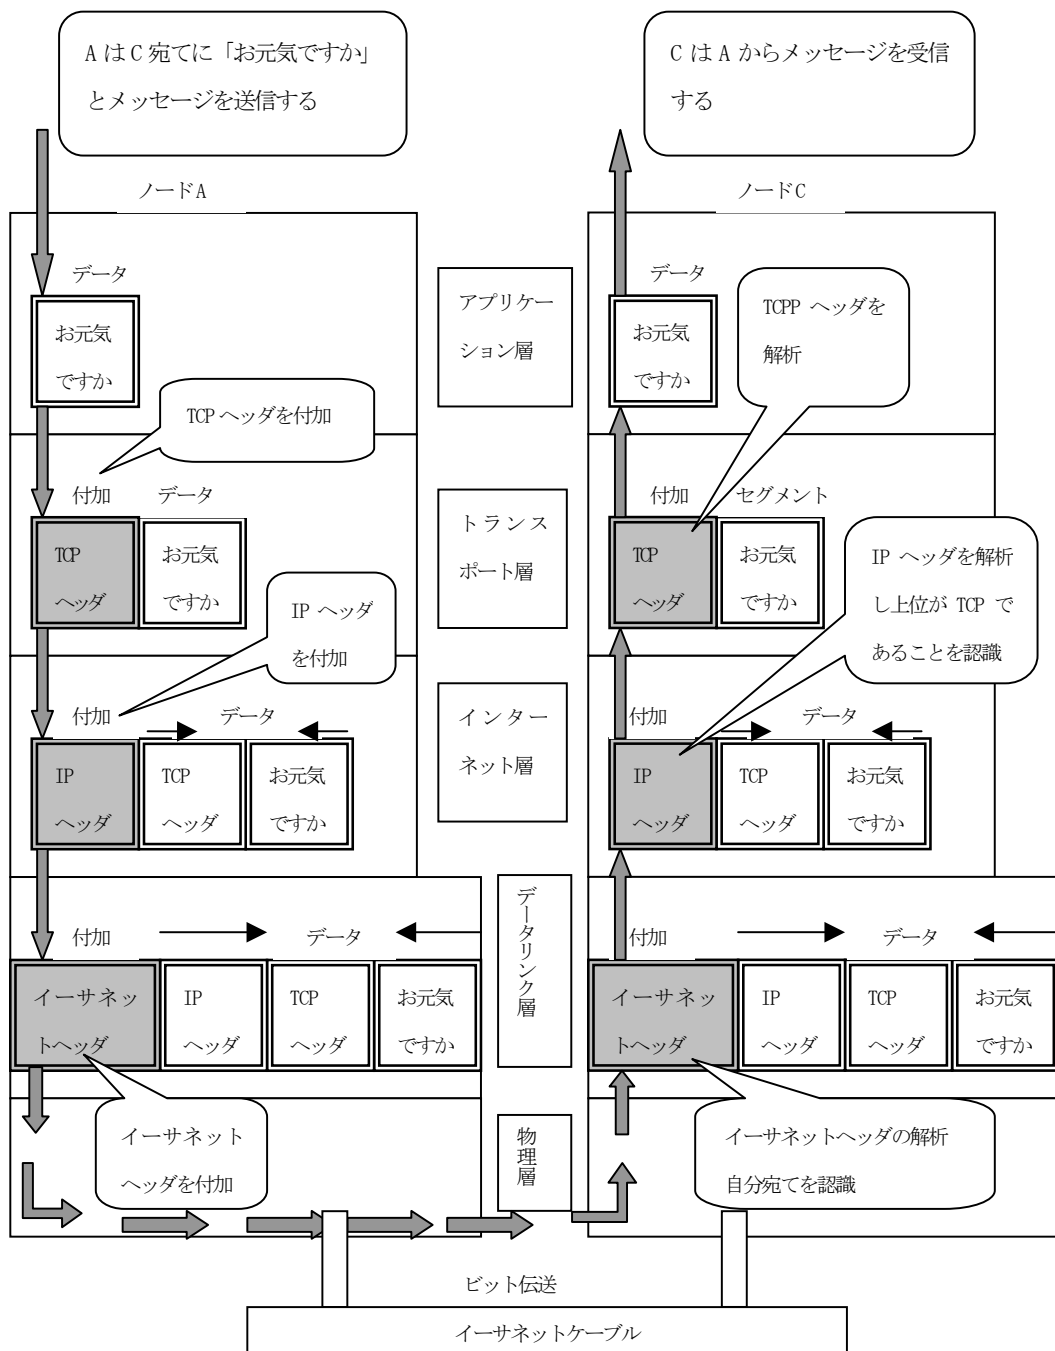 AはC宛てに「お元気ですか」
とメッセージを送信する
CはAからメッセージを受信
する
ノードA
ノードC
データ
お元気
ですか
TCPヘッダを付加
アプリケー
ション層
データ
お元気
ですか
TCPP ヘッダを
解析
付加
データ
TCP
ヘッダ
お元気
ですか
IP ヘッダ
を付加
トランス
ポート層
付加
セグメント
TCP
ヘッダ
お元気
ですか
IP ヘッダを解析
し上位が TCP で
あることを認識
付加
データ
IP
ヘッダ
TCP
ヘッダ
お元気
ですか
インター
ネット層
付加
データ
IP
ヘッダ
TCP
ヘッダ
お元気
ですか
付加
データ
イーサネッ
トヘッダ
IP
ヘッダ
TCP
ヘッダ
お元気
ですか
イーサネット
ヘッダを付加
データリンク層
付加
データ
イーサネッ
トヘッダ
IP
ヘッダ
TCP
ヘッダ
お元気
ですか
イーサネットヘッダの解析
自分宛てを認識
物理層
ビット伝送
イーサネットケーブル